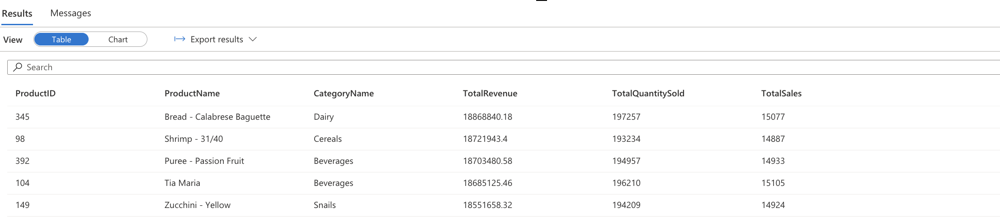 Results Messages
View Table Chart Export results
Search
ProductID ProductName CategoryName TotalRevenue TotalQuantitySold TotalSales
345 Bread - Calabrese Baguette Dairy 18868840.18 197257 15077
98 Shrimp - 31/40 Cereals 18721943.4 193234 14887
392 Puree - Passion Fruit Beverages 18703480.58 194957 14933
104 Tia Maria Beverages 18685125.46 196210 15105
149 Zucchini - Yellow Snails 18551658.32 194209 14924